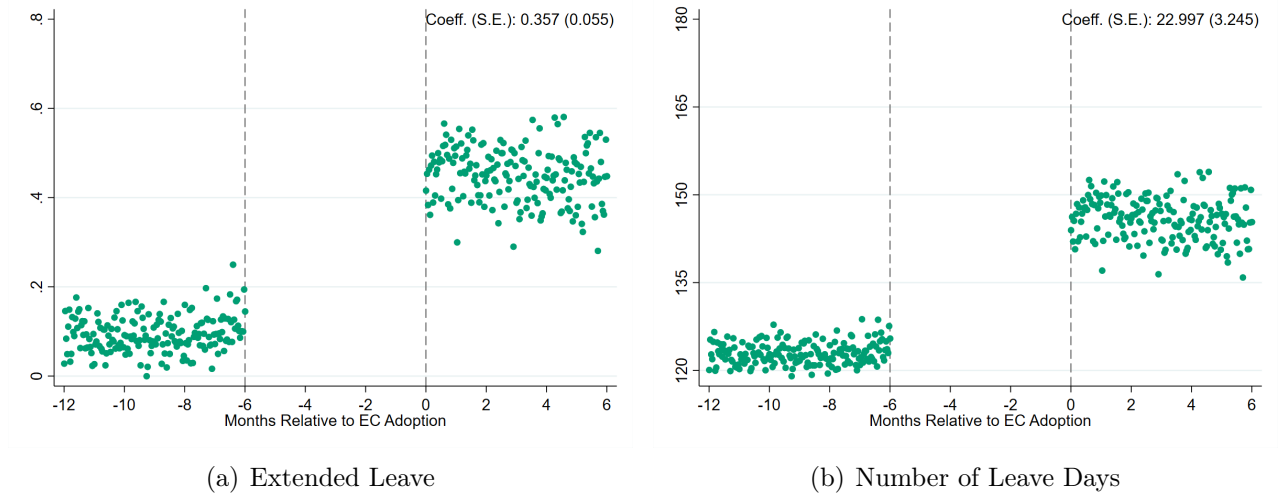 Coeff. (S.E.): 0.357 (0.055)
.8
.6
.4
.2
0
-12 -10 -8 -6 -4 -2 0 2 4 6
Months Relative to EC Adoption
(a) Extended Leave
Coeff. (S.E.): 22.997 (3.245)
180
165
150
135
120
-12 -10 -8 -6 -4 -2 0 2 4 6
Months Relative to EC Adoption
(b) Number of Leave Days